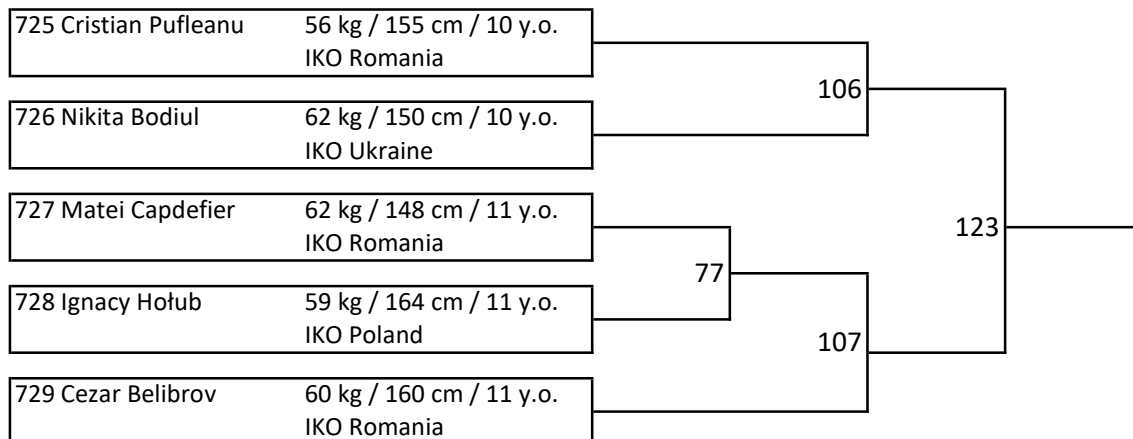 725 Cristian Pufleanu 56 kg / 155 cm / 10 y.o.
IKO Romania
106
726 Nikita Bodiul 62 kg / 150 cm / 10 y.o.
IKO Ukraine
727 Matei Capdefier 62 kg / 148 cm / 11 y.o.
IKO Romania
123
77
728 Ignacy Hołub 59 kg / 164 cm / 11 y.o.
IKO Poland
107
729 Cezar Belibrov 60 kg / 160 cm / 11 y.o.
IKO Romania